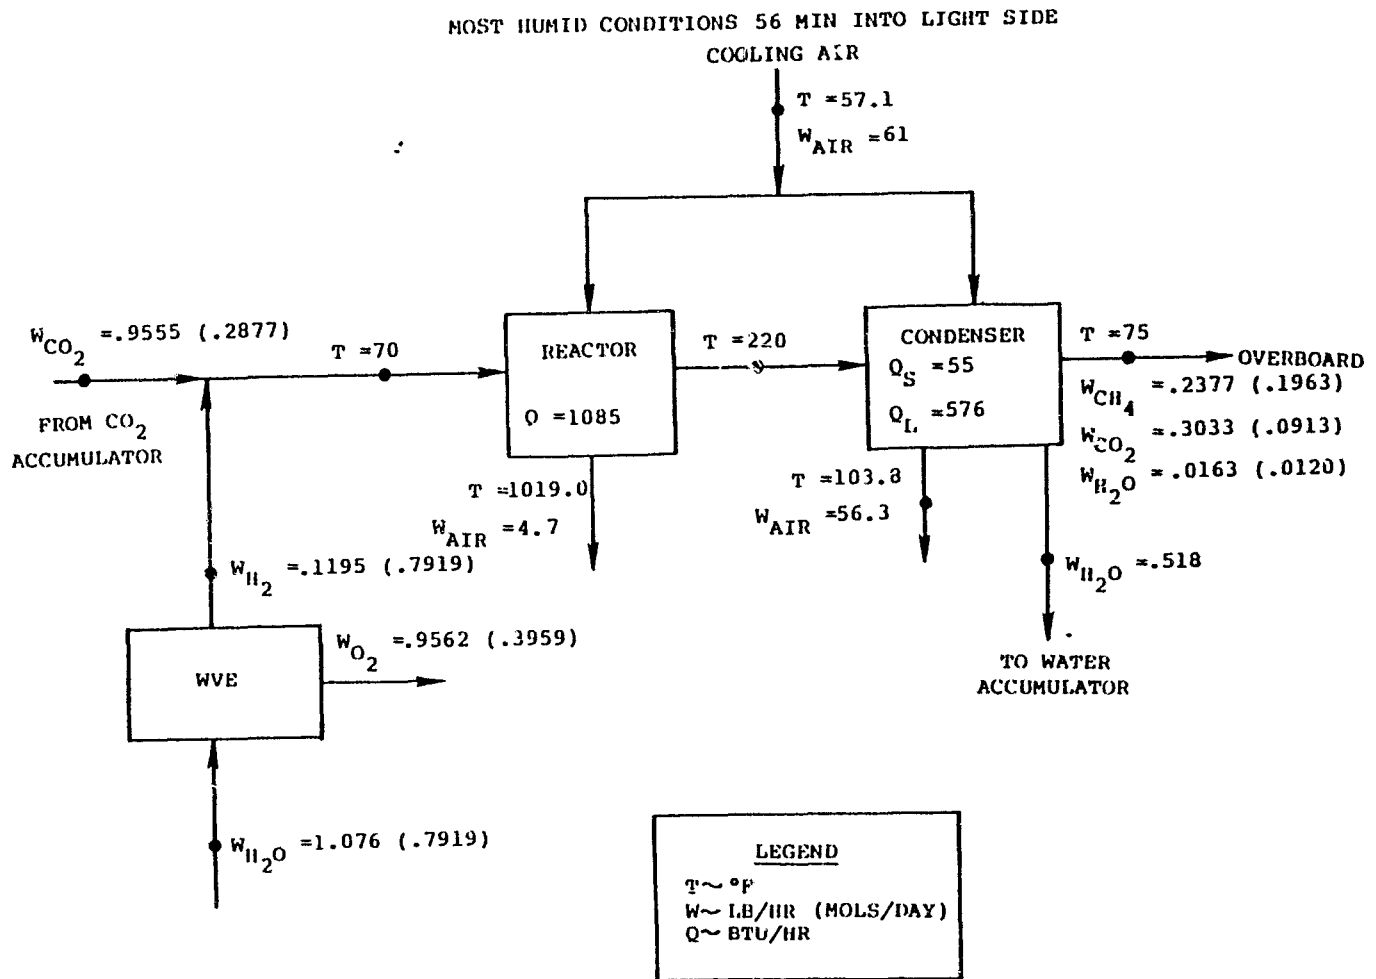 MOST HUMID CONDITIONS 56 MIN INTO LIGHT SIDE
COOLING AIR
T =57.1
W_AIR =61
W_CO2 =.9555 (.2877)
FROM CO2
ACCUMULATOR
T =70
REACTOR
Q =1085
T =220
CONDENSER
Q_S =55
Q_L =576
T =75
OVERBOARD
W_CH4 =.2377 (.1963)
W_CO2 =.3033 (.0913)
W_H2O =.0163 (.0120)
T =1019.0
W_AIR =4.7
T =103.8
W_AIR =56.3
W_H2O =.518
TO WATER
ACCUMULATOR
W_H2 =.1195 (.7919)
W_O2 =.9562 (.3959)
WVE
W_H2O =1.076 (.7919)
LEGEND
T~ °F
W~ LB/HR (MOLS/DAY)
Q~ BTU/HR